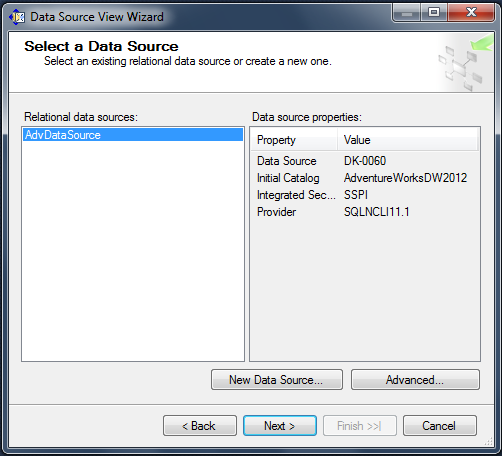 Data Source View Wizard
Select a Data Source
Select an existing relational data source or create a new one.
Relational data sources:
Data source properties:
AdvDataSource
Property Value
Data Source DK-0060
Initial Catalog AdventureWorksDW2012
Integrated Sec... SSPI
Provider SQLNCLI11.1
New Data Source... Advanced...
< Back Next > Finish >>| Cancel